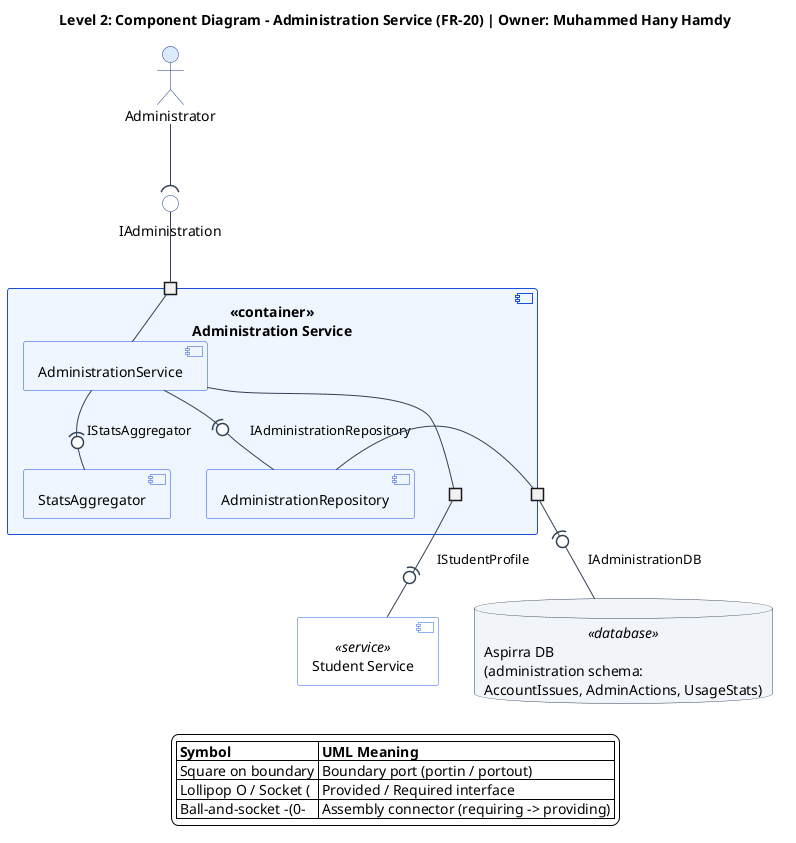 Level 2: Component Diagram - Administration Service (FR-20) | Owner: Muhammed Hany Hamdy
Administrator
IAdministration
«container»
Administration Service
AdministrationService
IStatsAggregator
IAdministrationRepository
StatsAggregator
AdministrationRepository
IStudentProfile
IAdministrationDB
«service»
Student Service
«database»
Aspirra DB
(administration schema:
AccountIssues, AdminActions, UsageStats)
Symbol UML Meaning
Square on boundary Boundary port (portin / portout)
Lollipop O / Socket ( Provided / Required interface
Ball-and-socket -(0- Assembly connector (requiring -> providing)